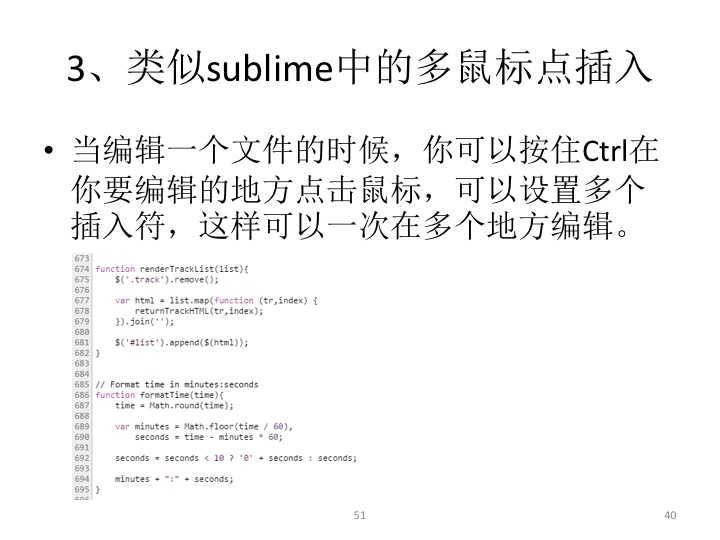 3、类似sublime中的多鼠标点插入
• 当编辑一个文件的时候，你可以按住Ctrl在
你要编辑的地方点击鼠标，可以设置多个
插入符，这样可以一次在多个地方编辑。
673
674 function renderTrackList(list){
675     $('.track').remove();
676
677     var html = list.map(function (tr,index) {
678         returnTrackHTML(tr,index);
679     }).join('');
680
681     $('#list').append($(html));
682 }
683
684
685 // Format time in minutes:seconds
686 function formatTime(time){
687     time = Math.round(time);
688
689     var minutes = Math.floor(time / 60),
690         seconds = time - minutes * 60;
691
692     seconds = seconds < 10 ? '0' + seconds : seconds;
693
694     minutes + ":" + seconds;
695 }
696
51
40